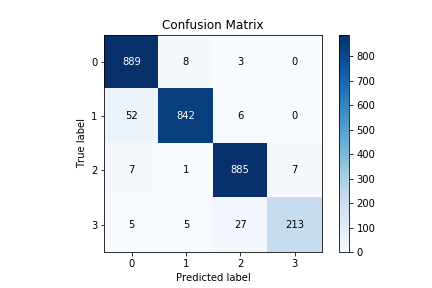 Confusion Matrix
0 889 8 3 0
1 52 842 6 0
2 7 1 885 7
3 5 5 27 213
0 1 2 3
True label
Predicted label
800
700
600
500
400
300
200
100
0